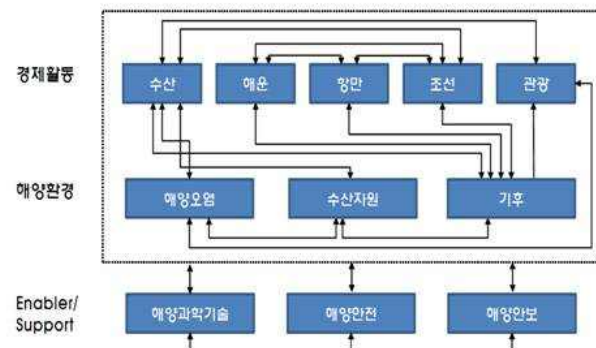 경제활동
수산
해운
항만
조선
관광
해양환경
해양오염
수산자원
기후
Enabler/
Support
해양과학기술
해양안전
해양안보